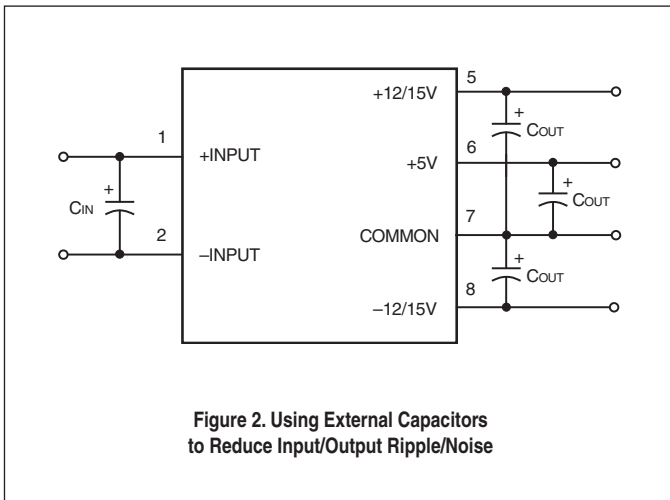 +12/15V
5
+
COUT
1
+INPUT
+5V
6
+
COUT
+
CIN
2
–INPUT
COMMON
7
+
COUT
–12/15V
8
Figure 2. Using External Capacitors
to Reduce Input/Output Ripple/Noise